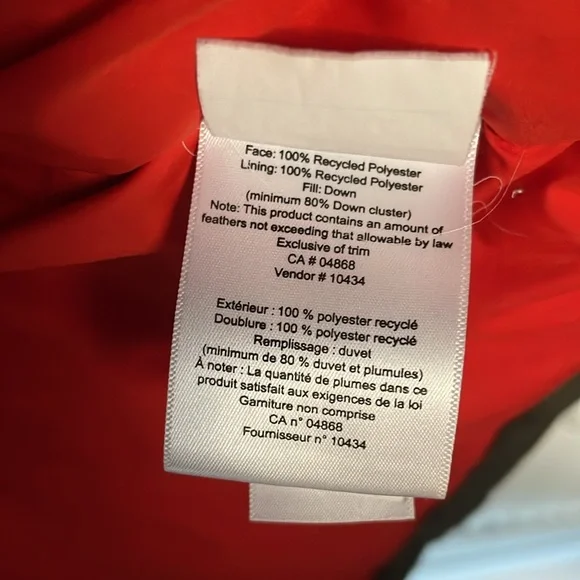 Face: 100% Recycled Polyester
Lining: 100% Recycled Polyester
Fill: Down
(minimum 80% Down cluster)
Note: This product contains an amount of
feathers not exceeding that allowable by law
Exclusive of trim
CA # 04868
Vendor # 10434
Extérieur : 100 % polyester recyclé
Doublure : 100 % polyester recyclé
Remplissage : duvet
(minimum de 80 % duvet et plumules)
À noter : La quantité de plumes dans ce
produit satisfait aux exigences de la loi
Garniture non comprise
CA n° 04868
Fournisseur n° 10434